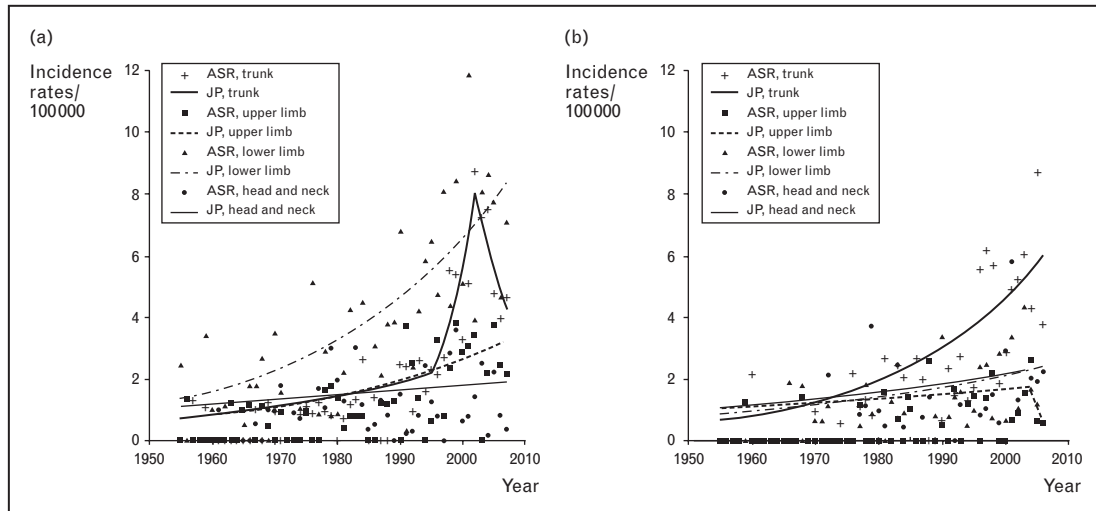 (a)
Incidence
rates/
100000
12
10
8
6
4
2
0
ASR, trunk
JP, trunk
ASR, upper limb
JP, upper limb
ASR, lower limb
JP, lower limb
ASR, head and neck
JP, head and neck
1950 1960 1970 1980 1990 2000 2010
Year
(b)
Incidence
rates/
100000
12
10
8
6
4
2
0
ASR, trunk
JP, trunk
ASR, upper limb
JP, upper limb
ASR, lower limb
JP, lower limb
ASR, head and neck
JP, head and neck
1950 1960 1970 1980 1990 2000 2010
Year